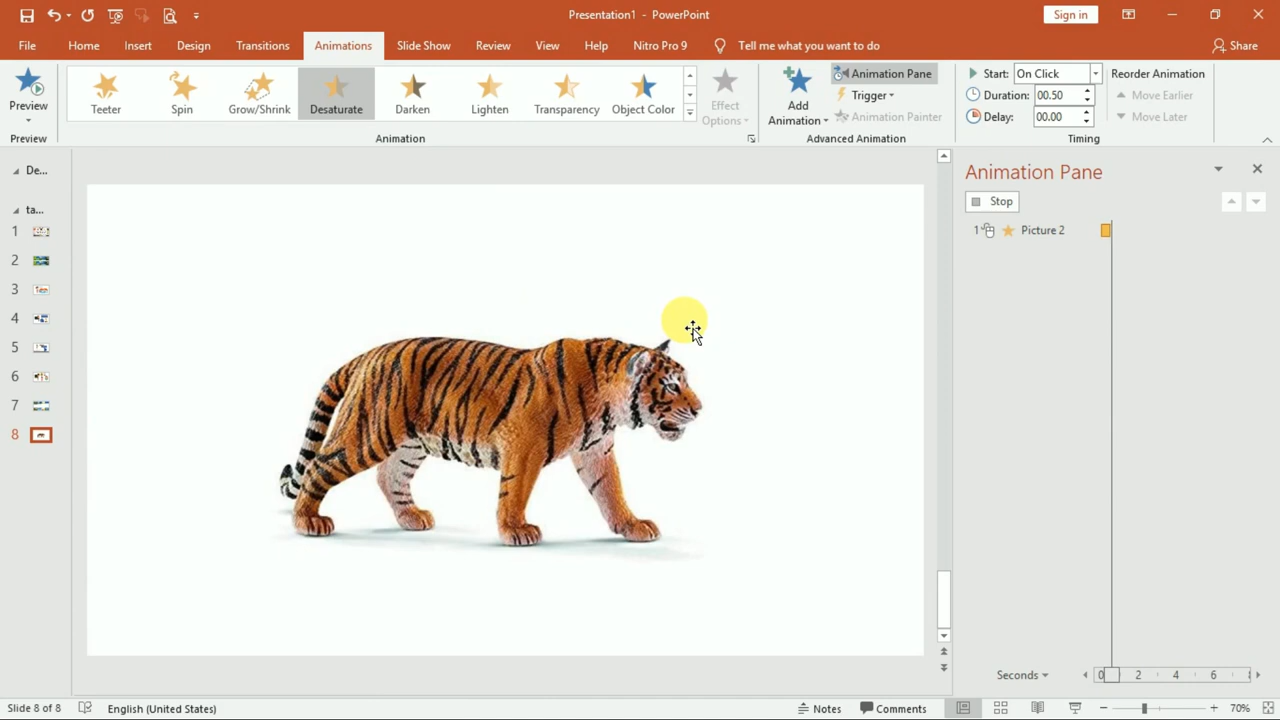 Presentation1 - PowerPoint
Sign in
File Home Insert Design Transitions Animations Slide Show Review View Help Nitro Pro 9 Tell me what you want to do Share
Preview
Preview
Teeter Spin Grow/Shrink Desaturate Darken Lighten Transparency Object Color
Animation
Effect
Options
Add
Animation
Animation Pane
Trigger
Animation Painter
Advanced Animation
Start: On Click
Duration: 00.50
Delay: 00.00
Reorder Animation
Move Earlier
Move Later
Timing
De...
ta...
1
2
3
4
5
6
7
8
Animation Pane
Stop
1 Picture 2
Seconds 0 2 4 6
Slide 8 of 8 English (United States) Notes Comments 70%